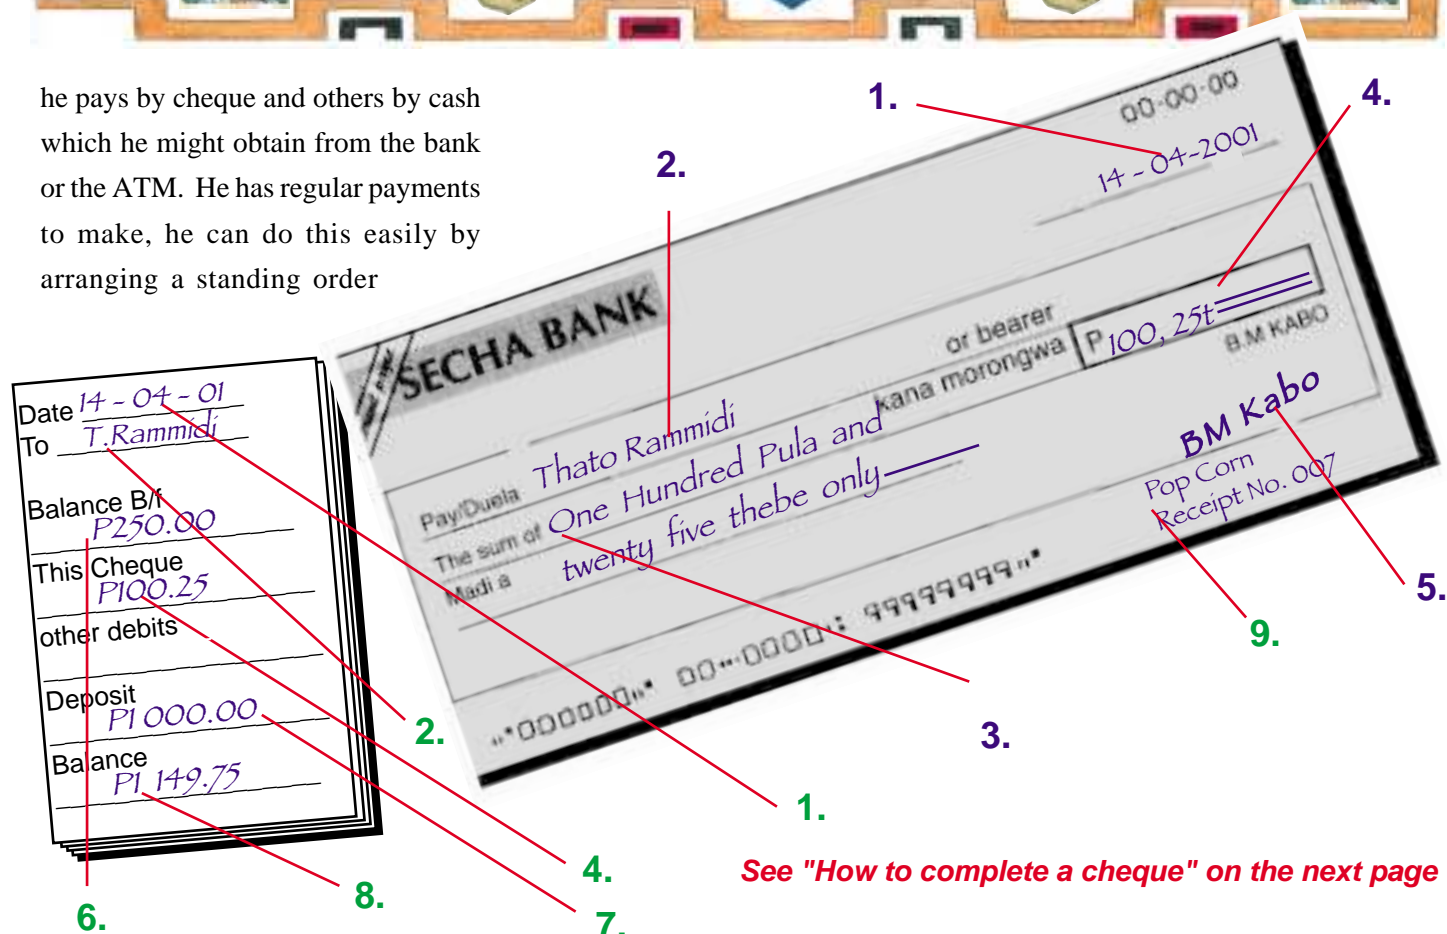 he pays by cheque and others by cash
which he might obtain from the bank
or the ATM. He has regular payments
to make, he can do this easily by
arranging a standing order
1.
2.
4.
00-00-00
14 - 04-2001
SECHA BANK
or bearer
kana morongwa
P 100, 25t
B.M KABO
Pay/Duela Thato Rammidi
The sum of One Hundred Pula and
Madi a twenty five thebe only
BM Kabo
Pop Corn
Receipt No. 007
5.
9.
3.
Date 14 - 04 - 01
To T.Rammidi
Balance B/f
P250.00
This Cheque
P100.25
other debits
Deposit
P1 000.00
Balance
P1 149.75
2.
1.
4.
8.
6.
7.
See "How to complete a cheque" on the next page